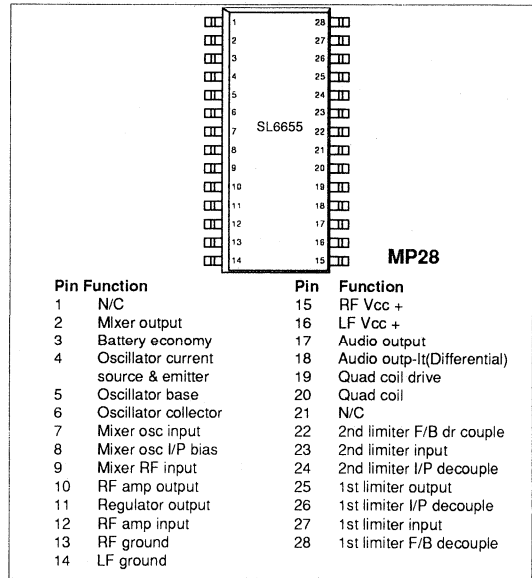 1 28
2 27
3 26
4 25
5 24
6 23
7 SL6655 22
8 21
9 20
10 19
11 18
12 17
13 16
14 15
MP28
Pin Function
1 N/C
2 Mixer output
3 Battery economy
4 Oscillator current
source & emitter
5 Oscillator base
6 Oscillator collector
7 Mixer osc input
8 Mixer osc I/P bias
9 Mixer RF input
10 RF amp output
11 Regulator output
12 RF amp input
13 RF ground
14 LF ground
Pin Function
15 RF Vcc +
16 LF Vcc +
17 Audio output
18 Audio outp-lt(Differential)
19 Quad coil drive
20 Quad coil
21 N/C
22 2nd limiter F/B dr couple
23 2nd limiter input
24 2nd limiter I/P decouple
25 1st limiter output
26 1st limiter I/P decouple
27 1st limiter input
28 1st limiter F/B decouple